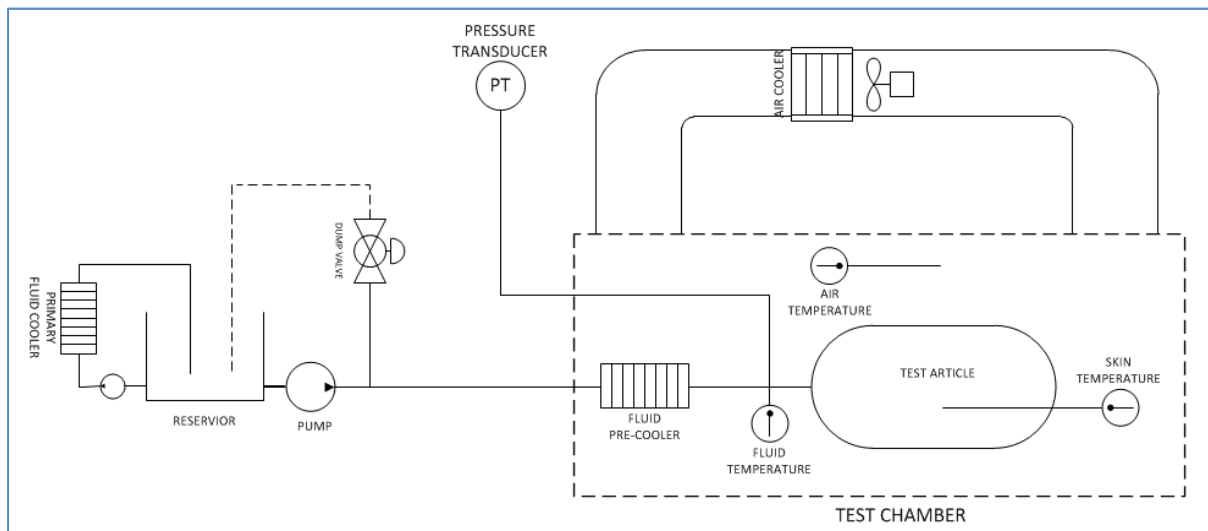 PRESSURE
TRANSDUCER
PT
AIR COOLER
DUMP VALVE
PRIMARY
FLUID COOLER
AIR
TEMPERATURE
TEST ARTICLE
SKIN
TEMPERATURE
RESERVIOR
PUMP
FLUID
PRE-COOLER
FLUID
TEMPERATURE
TEST CHAMBER